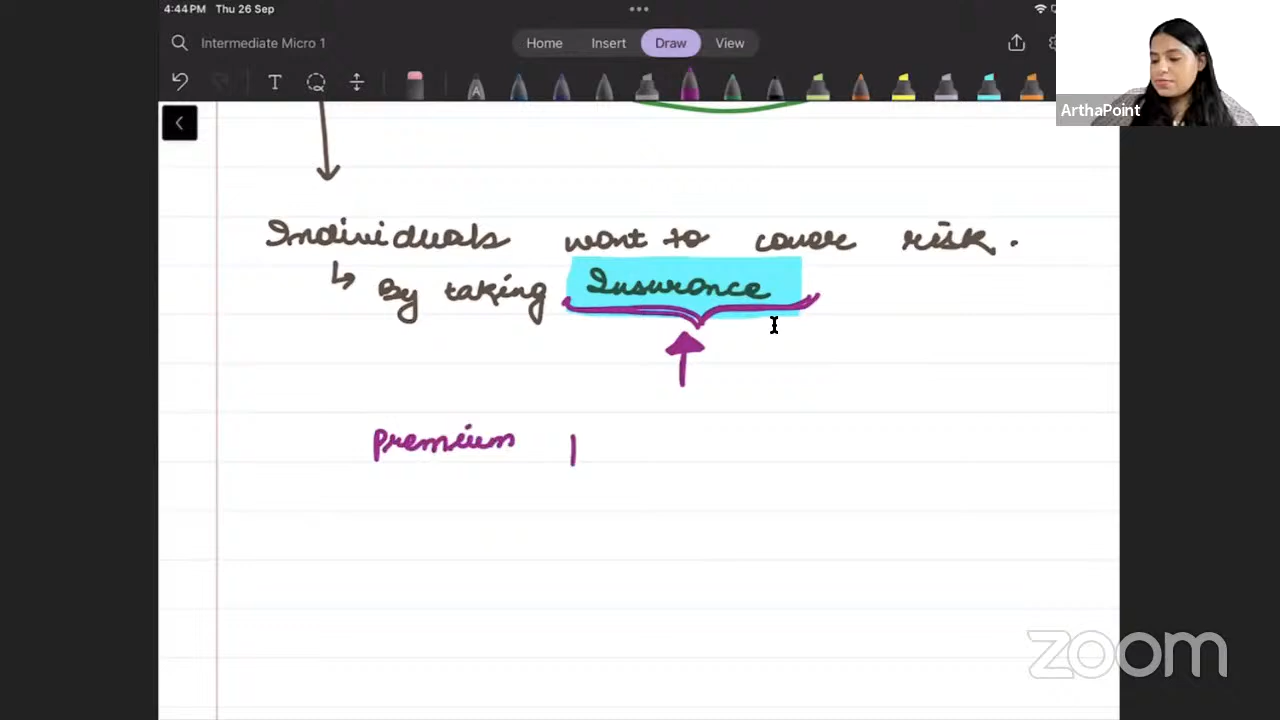 4:44 PM Thu 26 Sep
Intermediate Micro 1
Home Insert Draw View
T
A
ArthaPoint
Individuals want to cover risk.
By taking Insurance
Premium
zoom